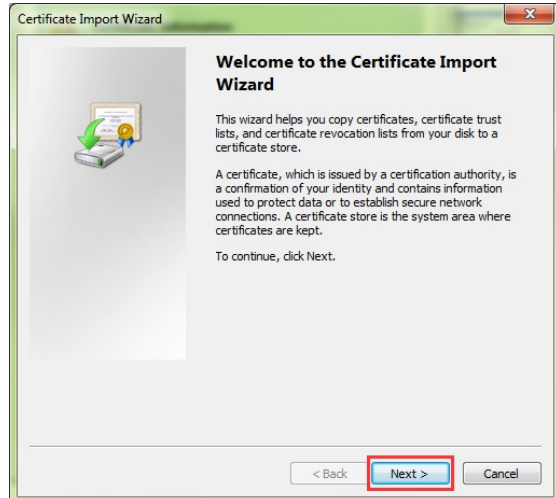 Certificate Import Wizard
Welcome to the Certificate Import
Wizard
This wizard helps you copy certificates, certificate trust
lists, and certificate revocation lists from your disk to a
certificate store.
A certificate, which is issued by a certification authority, is
a confirmation of your identity and contains information
used to protect data or to establish secure network
connections. A certificate store is the system area where
certificates are kept.
To continue, click Next.
< Back Next > Cancel